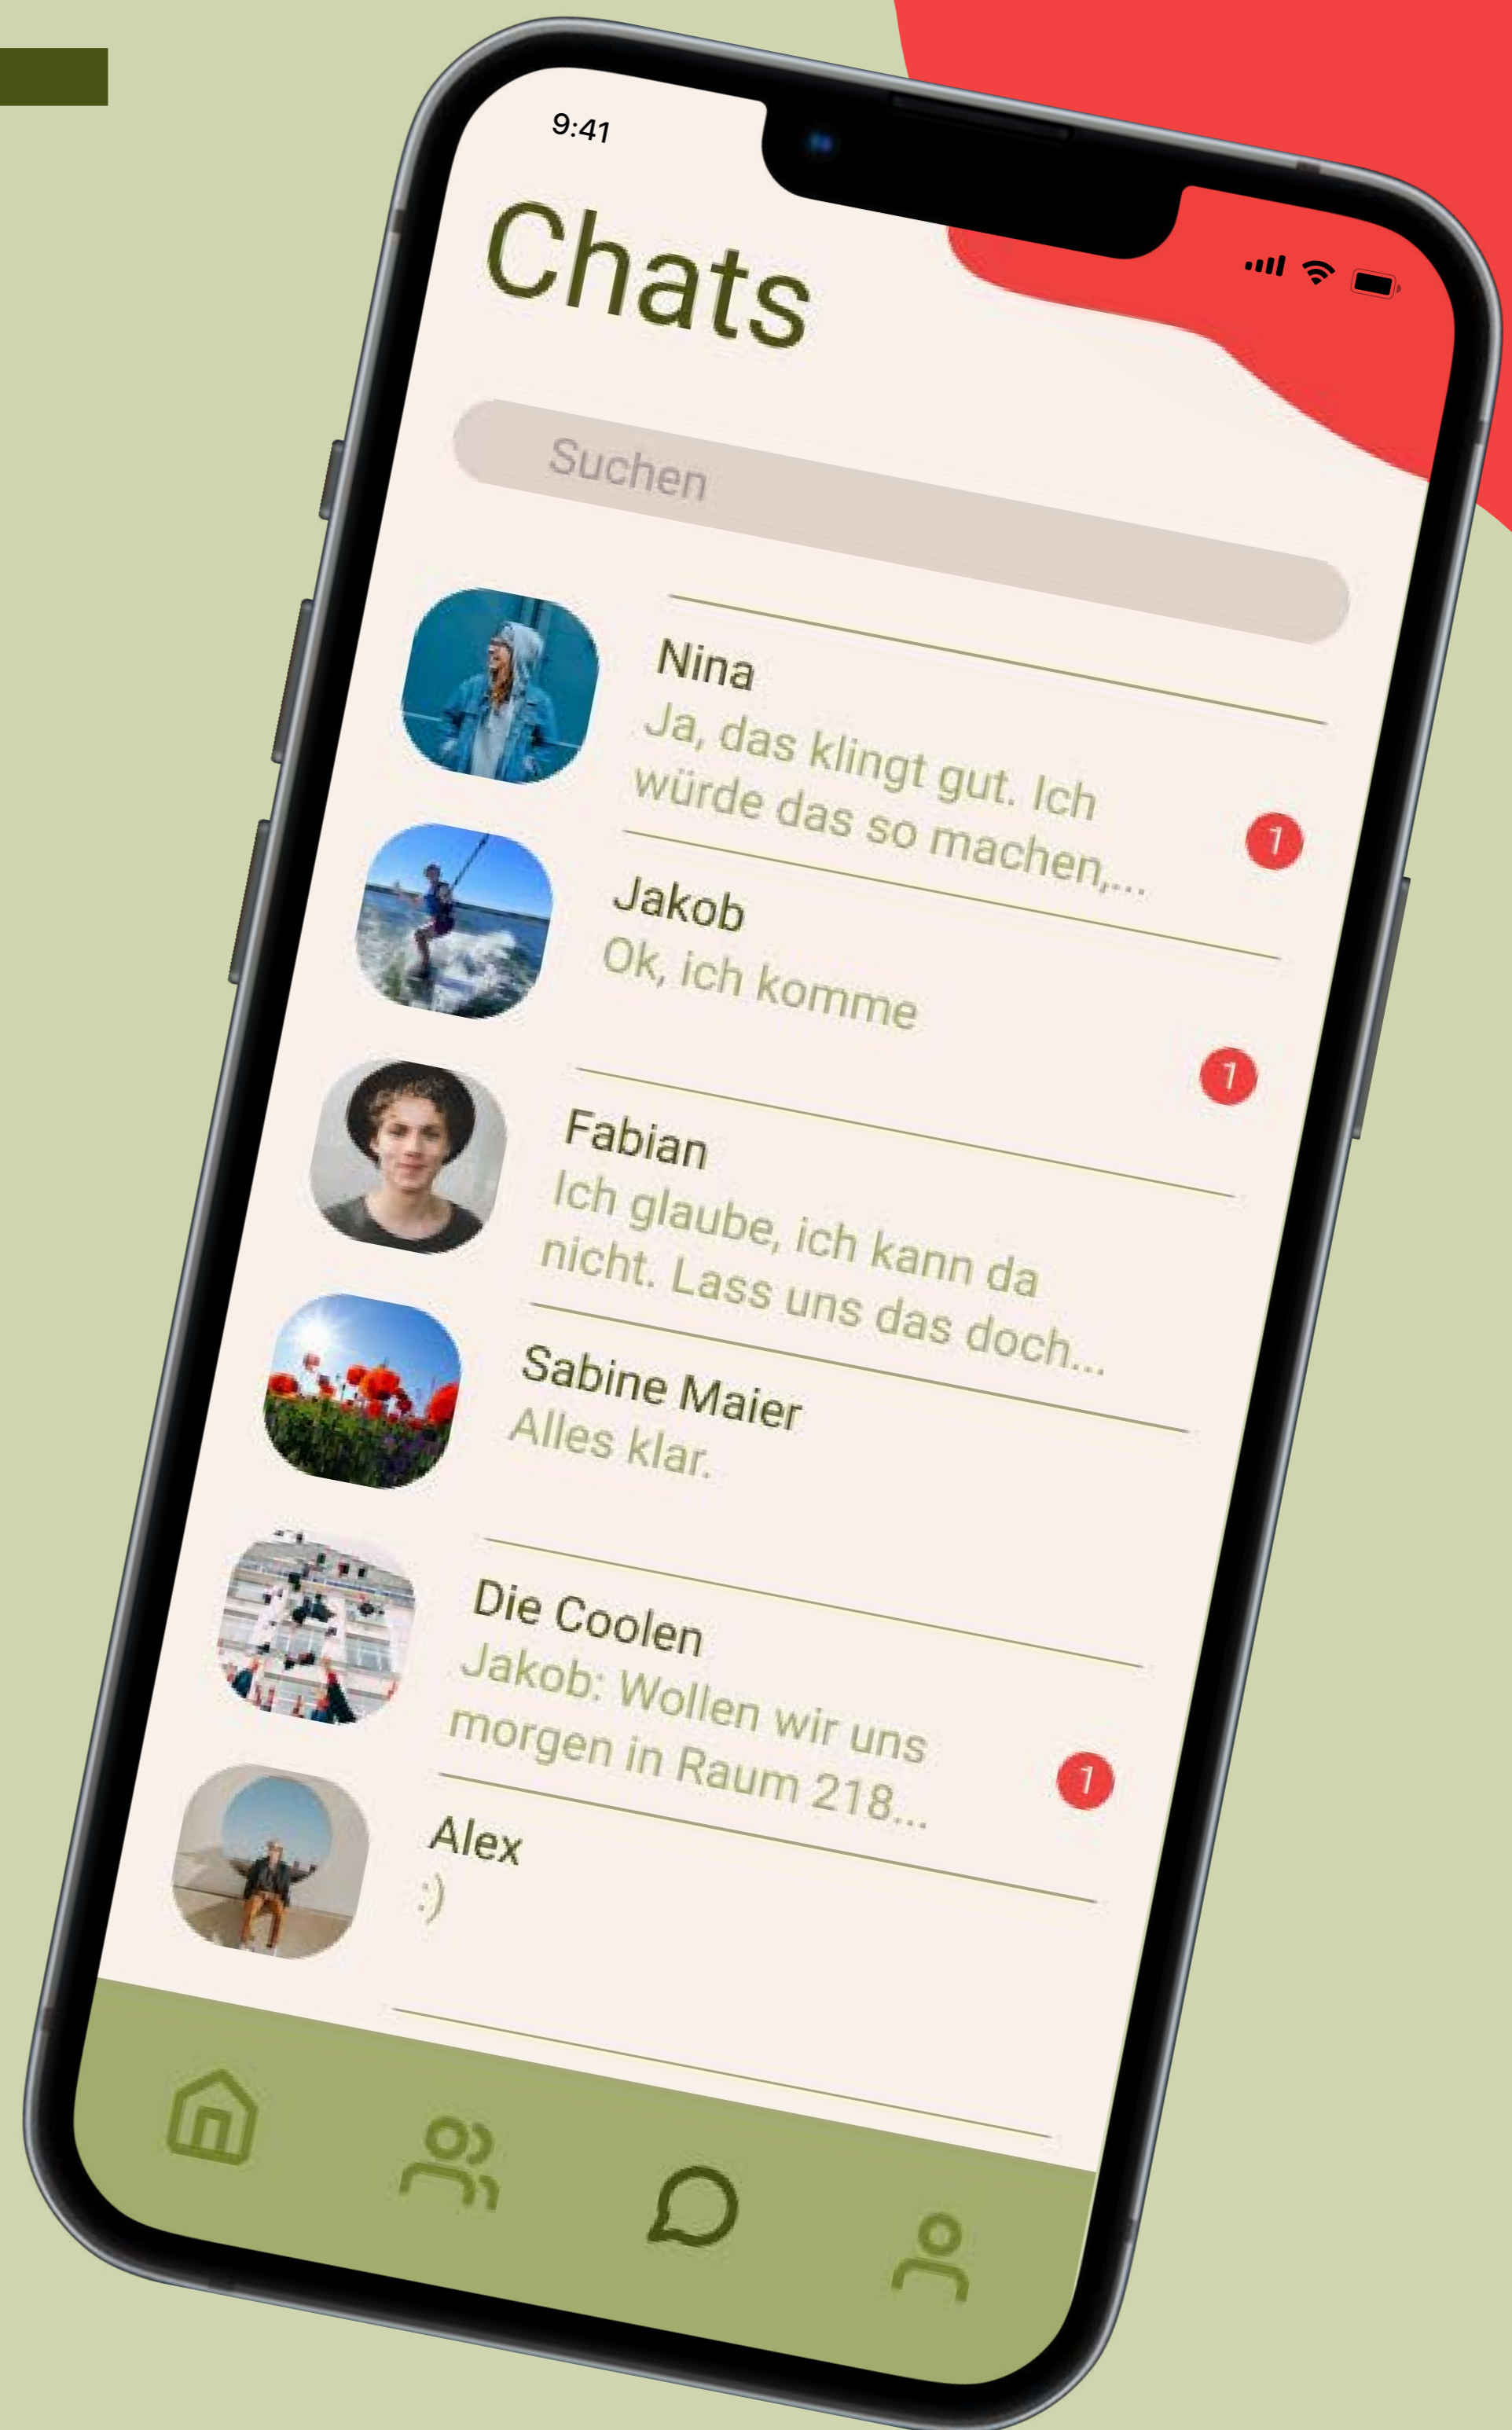 9:41
Chats
Suchen
Nina
Ja, das klingt gut. Ich
würde das so machen,...
1
Jakob
Ok, ich komme
1
Fabian
Ich glaube, ich kann da
nicht. Lass uns das doch...
Sabine Maier
Alles klar.
Die Coolen
Jakob: Wollen wir uns
morgen in Raum 218...
1
Alex
:)